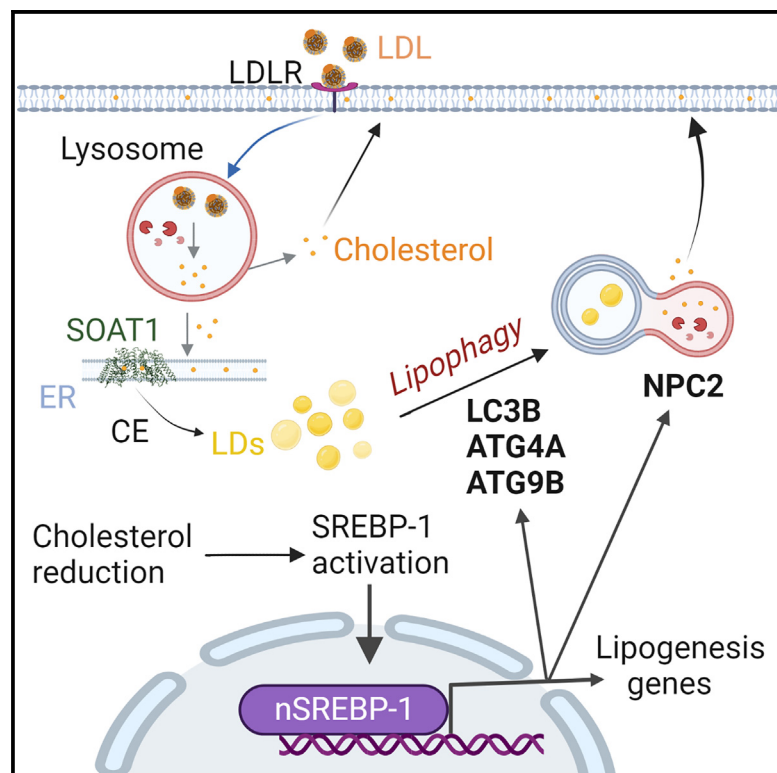 LDL
LDLR
Lysosome
Cholesterol
SOAT1
ER
CE
LDs
Lipophagy
NPC2
LC3B
ATG4A
ATG9B
Cholesterol
reduction
SREBP-1
activation
Lipogenesis
genes
nSREBP-1